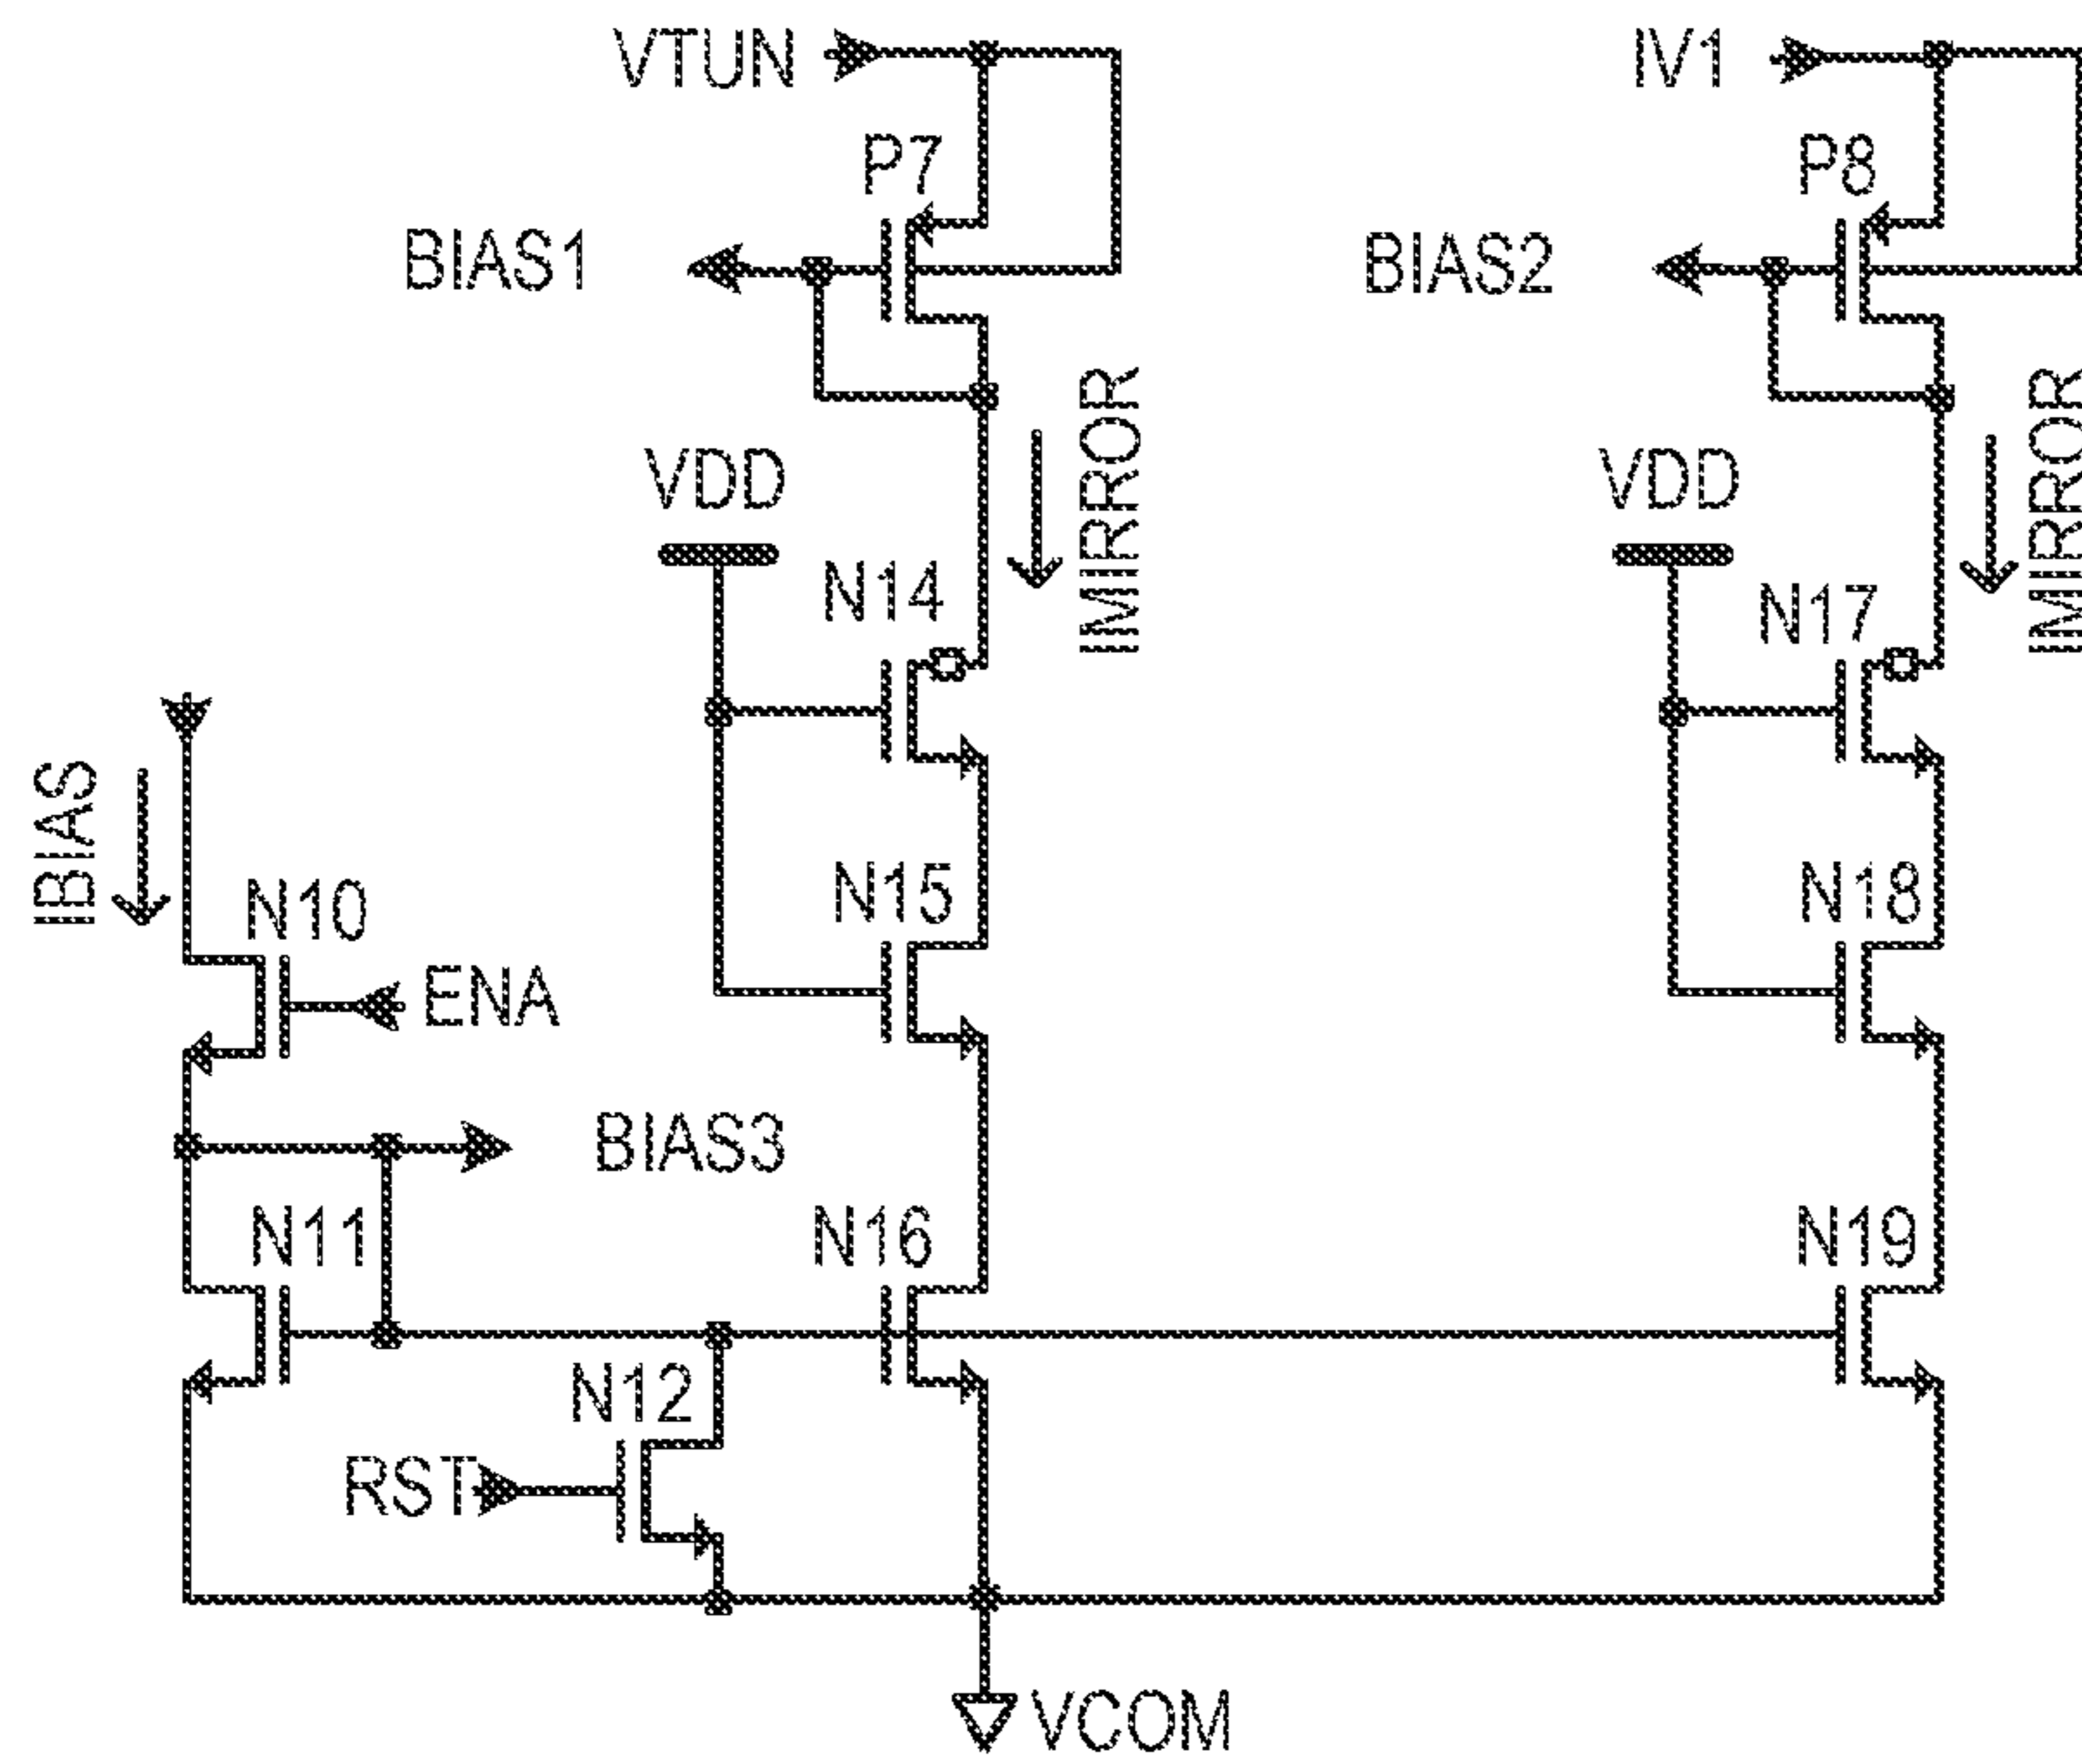 VTUN
IV1
P7
P8
BIAS1
BIAS2
IMIRROR
IMIRROR
VDD
VDD
N14
N17
IBIAS
N10
N15
N18
ENA
BIAS3
N11
N16
N19
N12
RST
VCOM